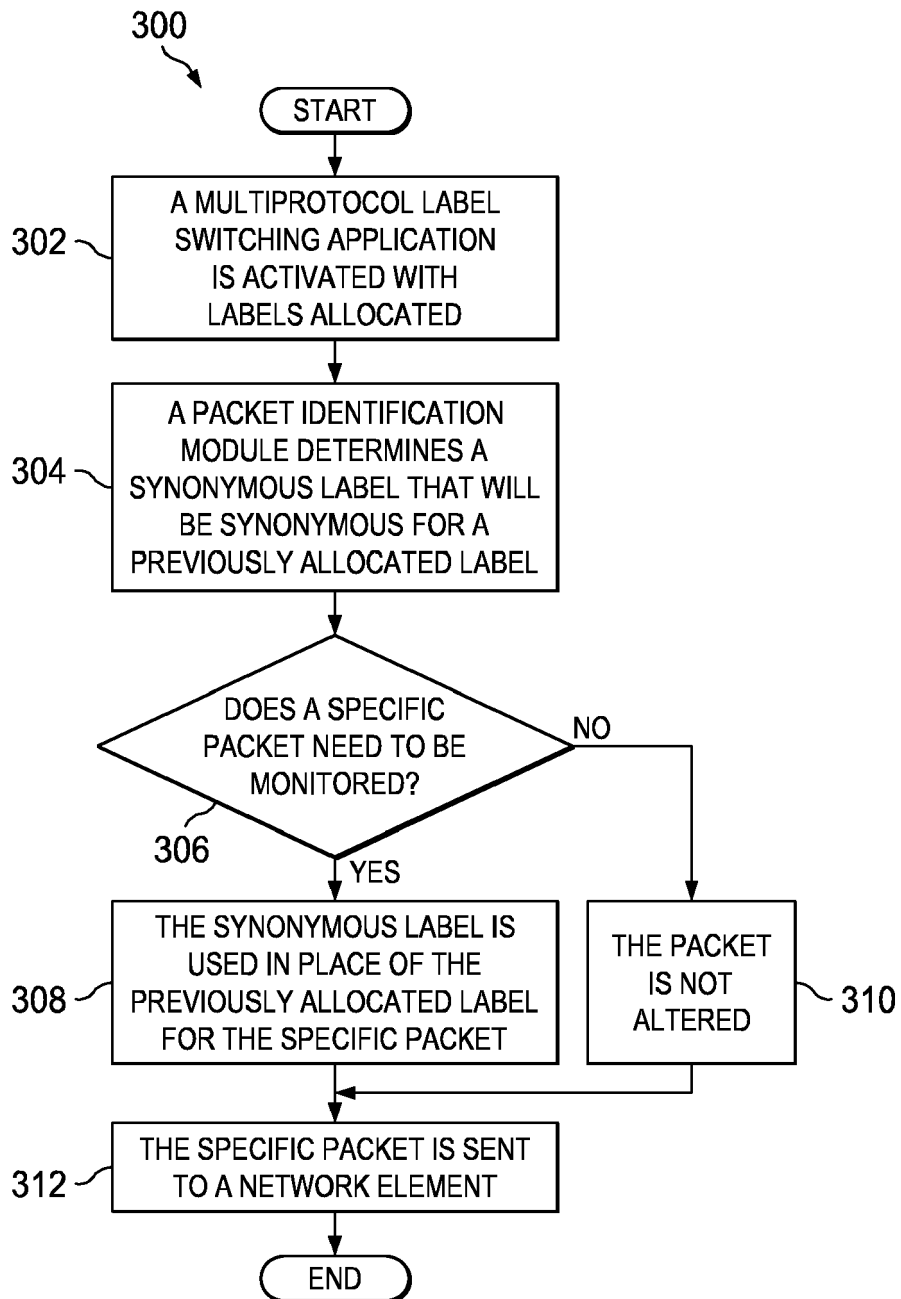 300
START
302
A MULTIPROTOCOL LABEL
SWITCHING APPLICATION
IS ACTIVATED WITH
LABELS ALLOCATED
304
A PACKET IDENTIFICATION
MODULE DETERMINES A
SYNONYMOUS LABEL THAT WILL
BE SYNONYMOUS FOR A
PREVIOUSLY ALLOCATED LABEL
DOES A SPECIFIC
PACKET NEED TO BE
MONITORED?
NO
306
YES
308
THE SYNONYMOUS LABEL IS
USED IN PLACE OF THE
PREVIOUSLY ALLOCATED LABEL
FOR THE SPECIFIC PACKET
THE PACKET
IS NOT
ALTERED
310
312
THE SPECIFIC PACKET IS SENT
TO A NETWORK ELEMENT
END